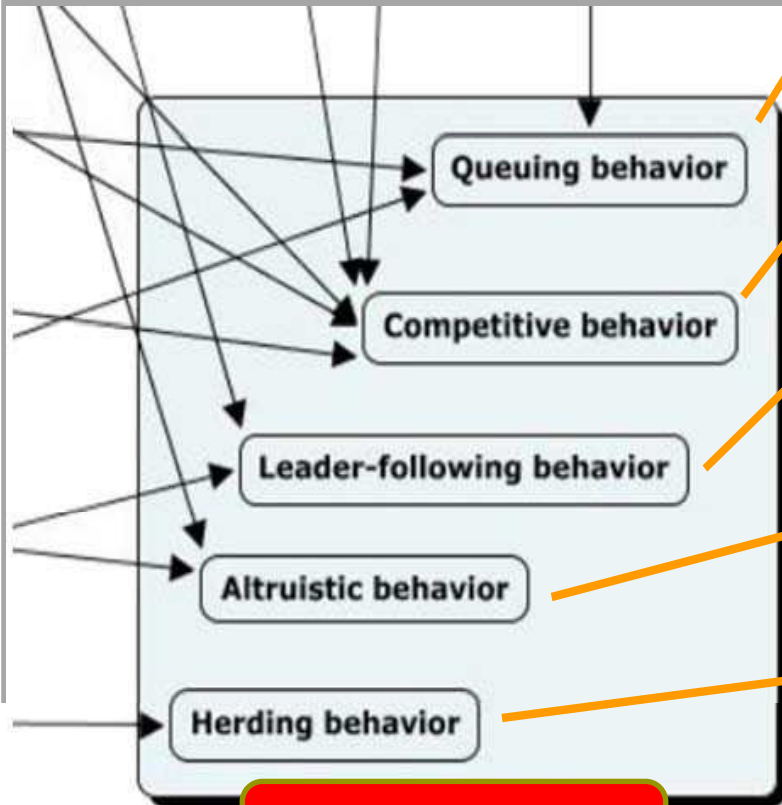 Queuing behavior
Competitive behavior
Leader-following behavior
Altruistic behavior
Herding behavior